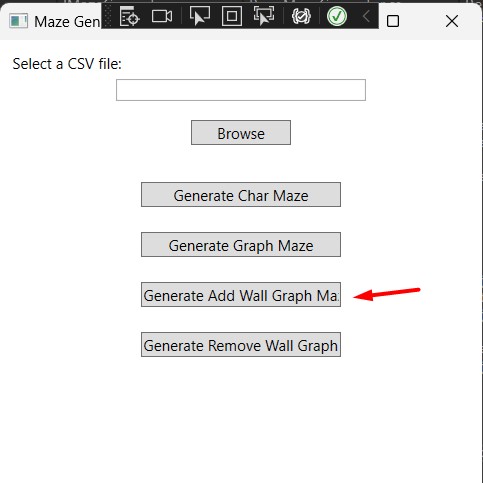 Maze Gen
Select a CSV file:
Browse
Generate Char Maze
Generate Graph Maze
Generate Add Wall Graph Ma
Generate Remove Wall Graph